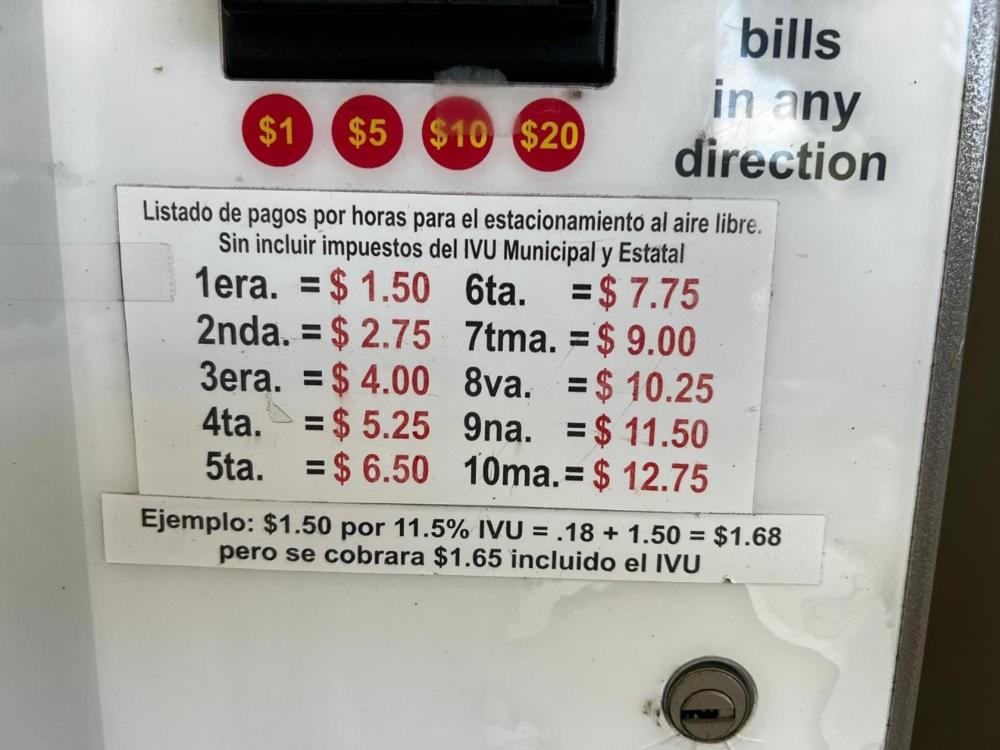 bills
in any
direction
$1 $5 $10 $20
Listado de pagos por horas para el estacionamiento al aire libre.
Sin incluir impuestos del IVU Municipal y Estatal
1era. = $ 1.50 6ta. = $ 7.75
2nda. = $ 2.75 7tma. = $ 9.00
3era. = $ 4.00 8va. = $ 10.25
4ta. = $ 5.25 9na. = $ 11.50
5ta. = $ 6.50 10ma. = $ 12.75
Ejemplo: $1.50 por 11.5% IVU = .18 + 1.50 = $1.68
pero se cobrara $1.65 incluido el IVU